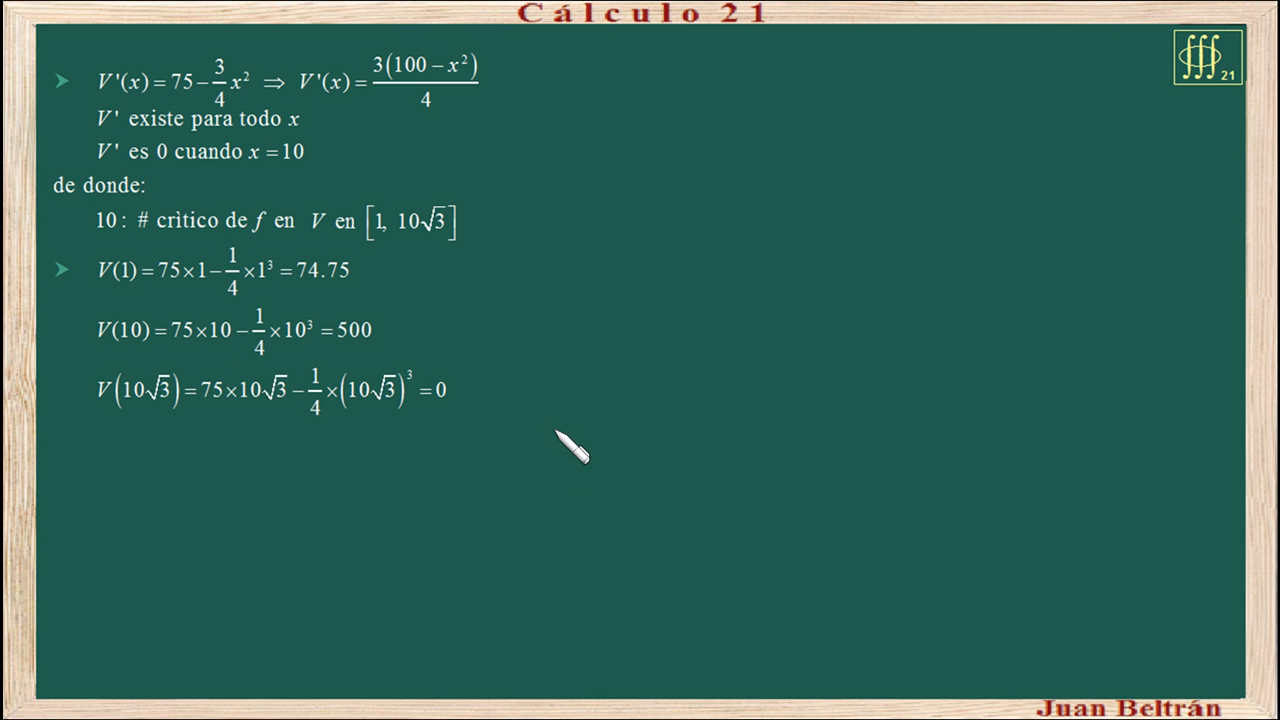 Cálculo 21
∫∫∫ 21
➢ V'(x) = 75 − 3/4 x² ⇒ V'(x) = 3(100 − x²)/4
V' existe para todo x
V' es 0 cuando x = 10
de donde:
10 : # crìtico de f en V en [1, 10√3]
➢ V(1) = 75×1 − 1/4 ×1³ = 74.75
V(10) = 75×10 − 1/4 ×10³ = 500
V(10√3) = 75×10√3 − 1/4 ×(10√3)³ = 0
Juan Beltrán